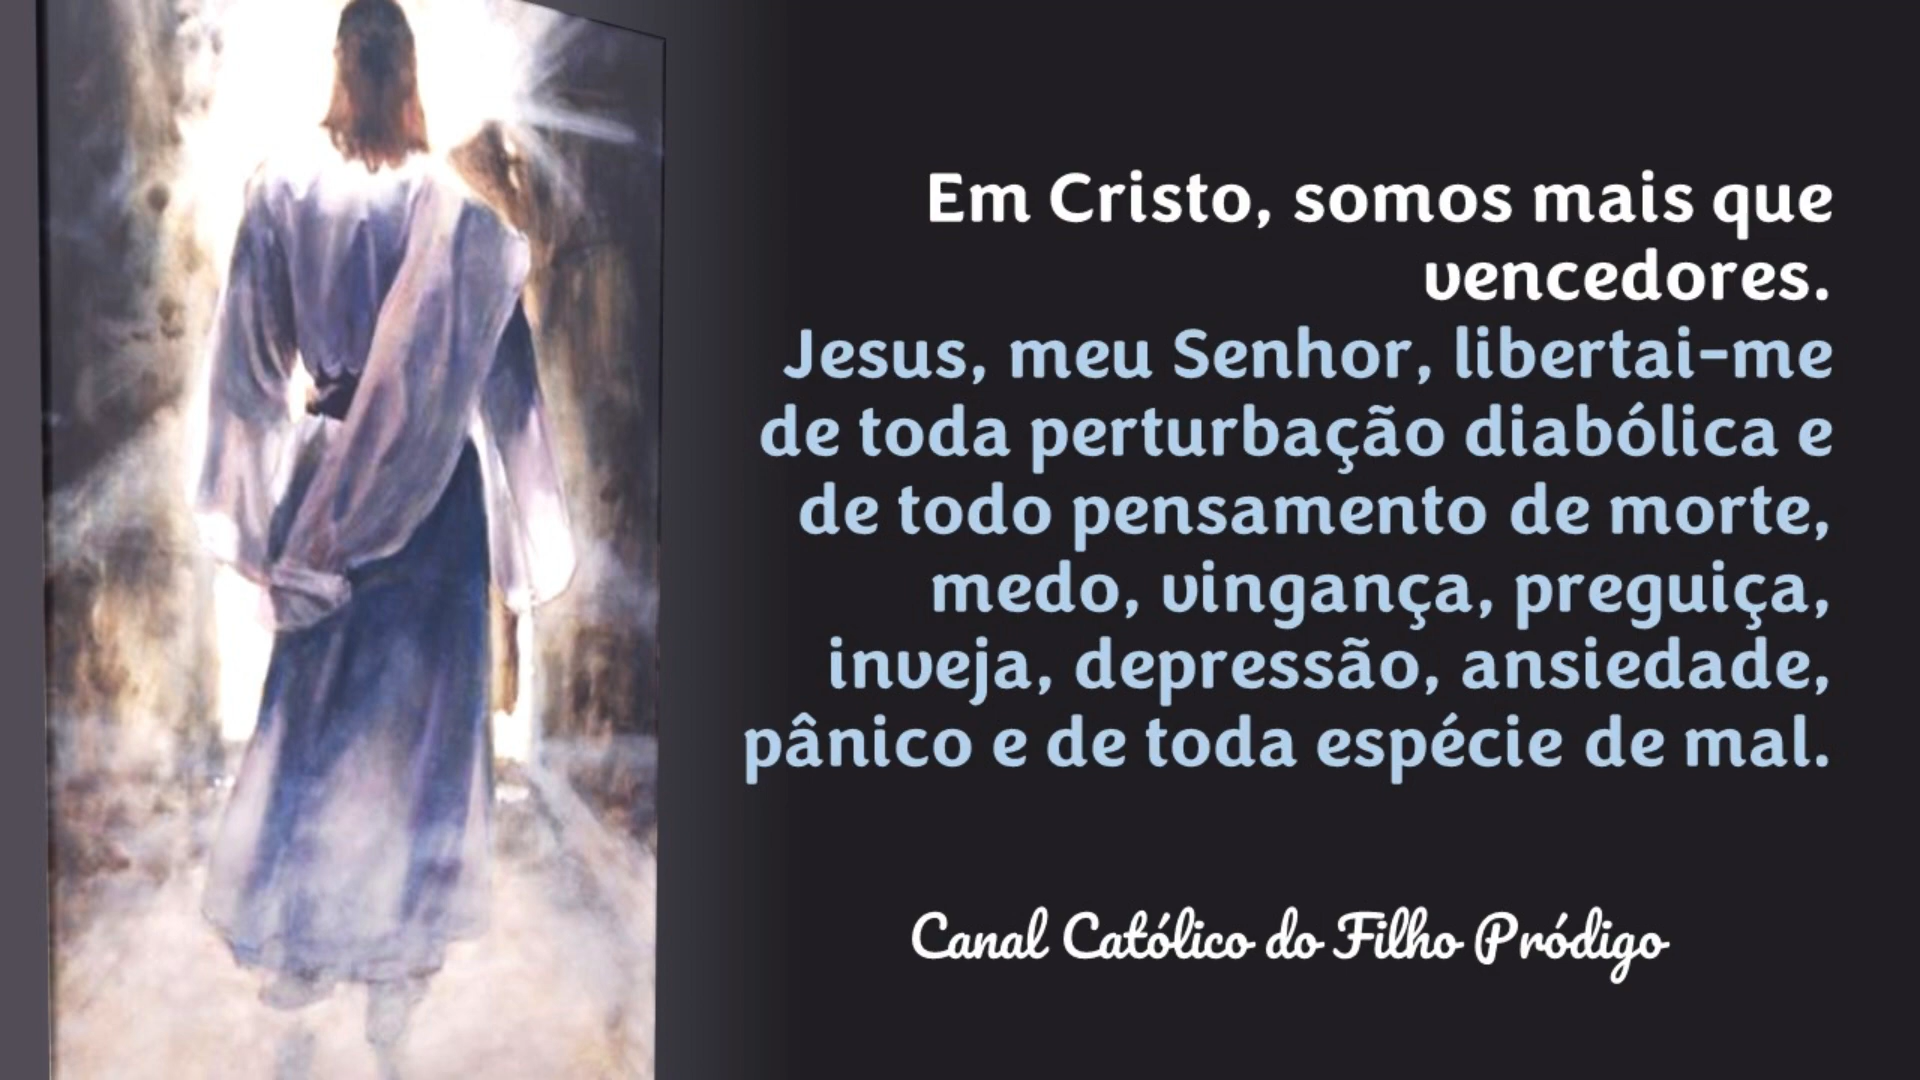 Em Cristo, somos mais que
vencedores.
Jesus, meu Senhor, libertai-me
de toda perturbação diabólica e
de todo pensamento de morte,
medo, vingança, preguiça,
inveja, depressão, ansiedade,
pânico e de toda espécie de mal.
Canal Católico do Filho Pródigo